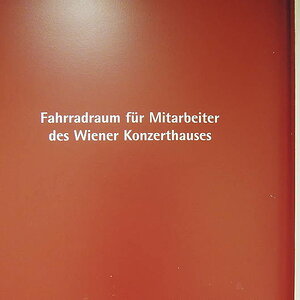 Fahrradraum für Mitarbeiter
des Wiener Konzerthauses